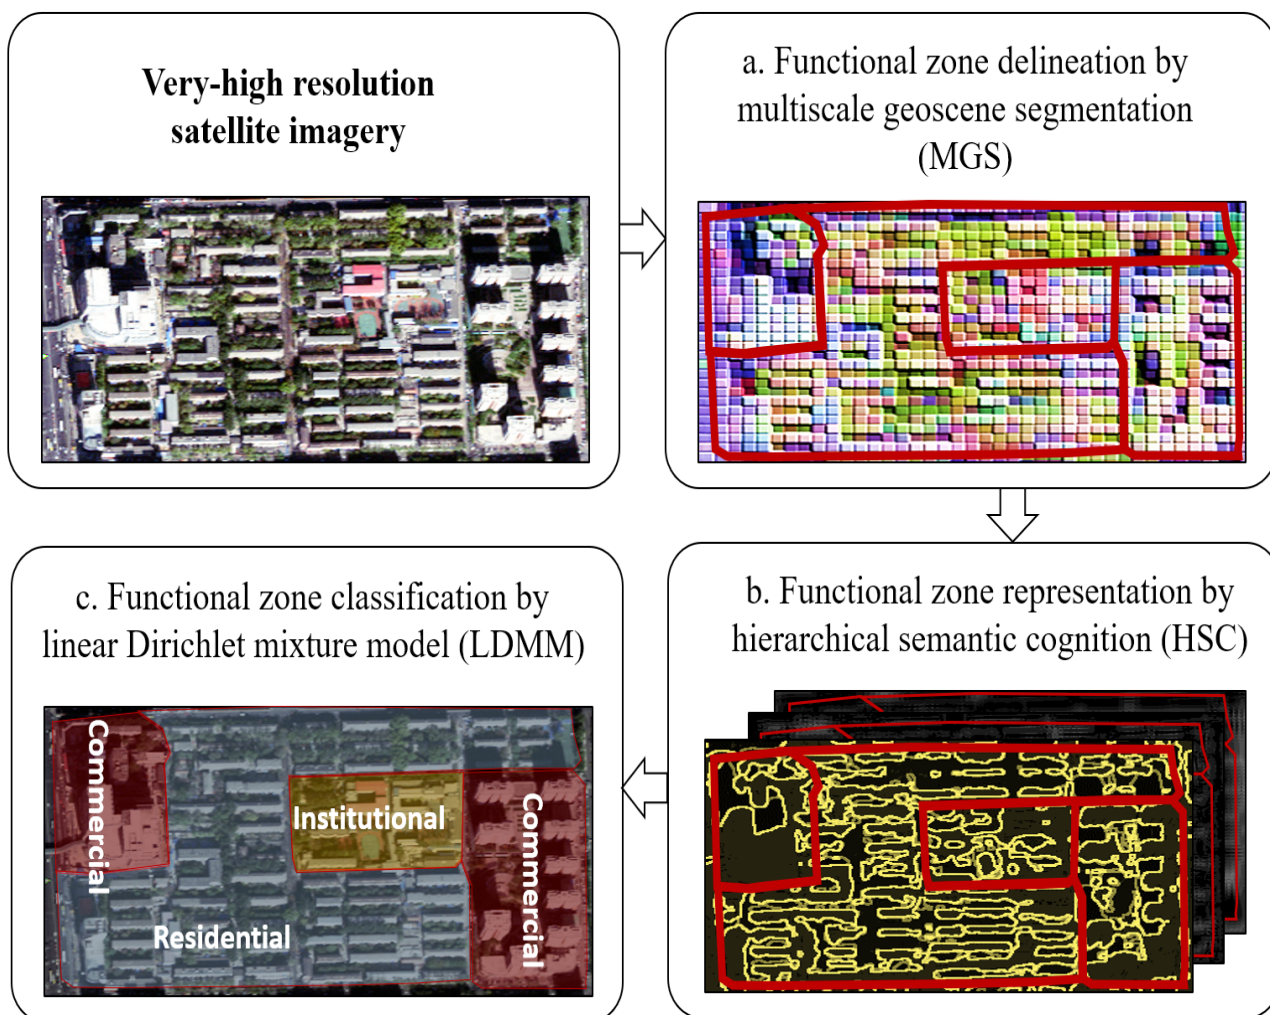 Very-high resolution
satellite imagery
a. Functional zone delineation by
multiscale geoscene segmentation
(MGS)
b. Functional zone representation by
hierarchical semantic cognition (HSC)
c. Functional zone classification by
linear Dirichlet mixture model (LDMM)
Commercial
Institutional
Commercial
Residential